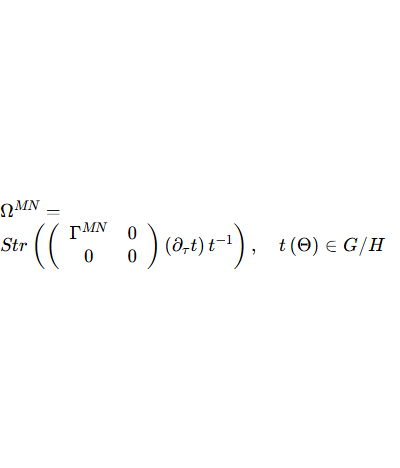 Ω^{MN} =
Str ( ( Γ^{MN} 0
0 0 ) (∂_τ t) t^{-1} ) , t (Θ) ∈ G/H